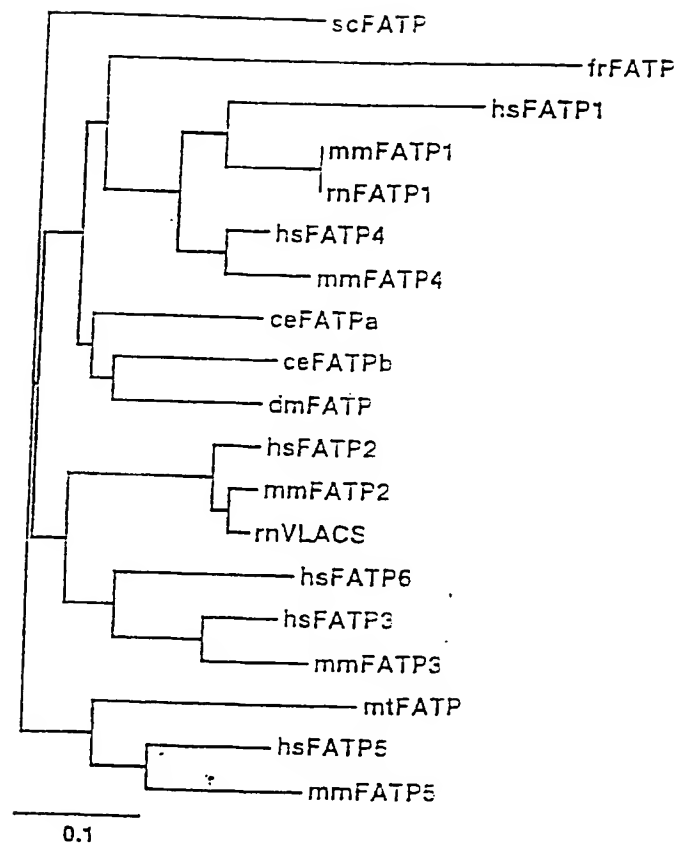 scFATP
frFATP
hsFATP1
mmFATP1
rnFATP1
hsFATP4
mmFATP4
ceFATPa
ceFATPb
dmFATP
hsFATP2
mmFATP2
rnVLACS
hsFATP6
hsFATP3
mmFATP3
mtFATP
hsFATP5
mmFATP5
0.1